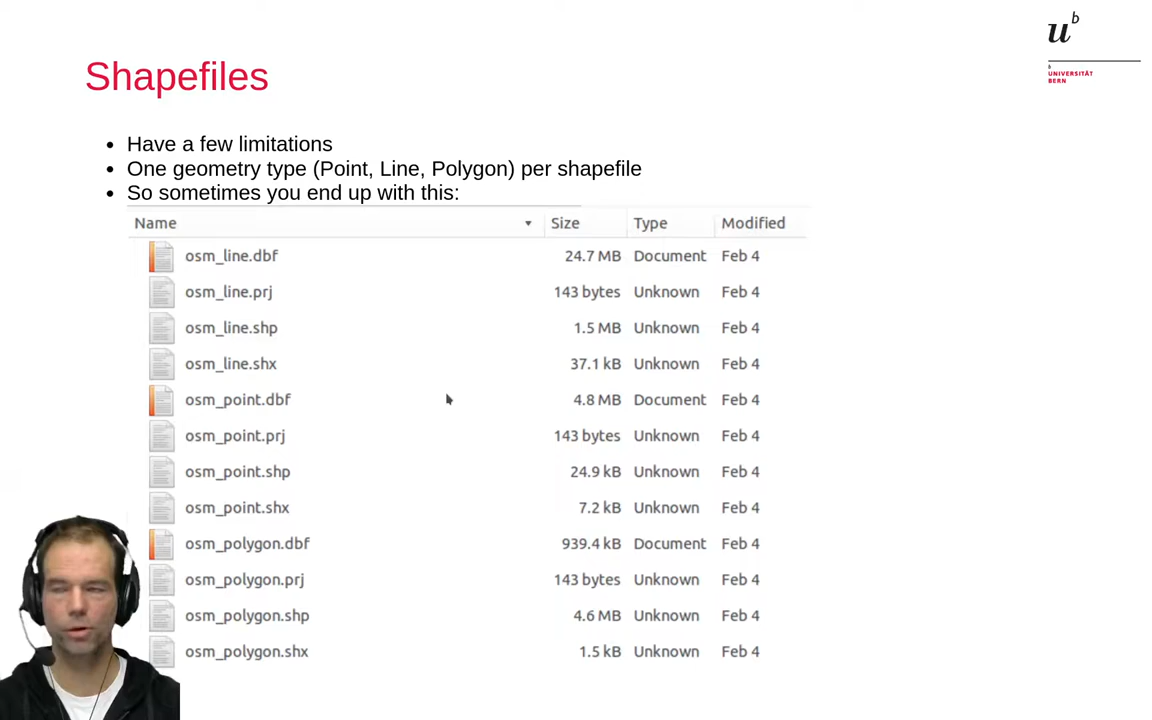 u^b
b
UNIVERSITÄT
BERN
Shapefiles
• Have a few limitations
• One geometry type (Point, Line, Polygon) per shapefile
• So sometimes you end up with this:
Name Size Type Modified
osm_line.dbf 24.7 MB Document Feb 4
osm_line.prj 143 bytes Unknown Feb 4
osm_line.shp 1.5 MB Unknown Feb 4
osm_line.shx 37.1 kB Unknown Feb 4
osm_point.dbf 4.8 MB Document Feb 4
osm_point.prj 143 bytes Unknown Feb 4
osm_point.shp 24.9 kB Unknown Feb 4
osm_point.shx 7.2 kB Unknown Feb 4
osm_polygon.dbf 939.4 kB Document Feb 4
osm_polygon.prj 143 bytes Unknown Feb 4
osm_polygon.shp 4.6 MB Unknown Feb 4
osm_polygon.shx 1.5 kB Unknown Feb 4